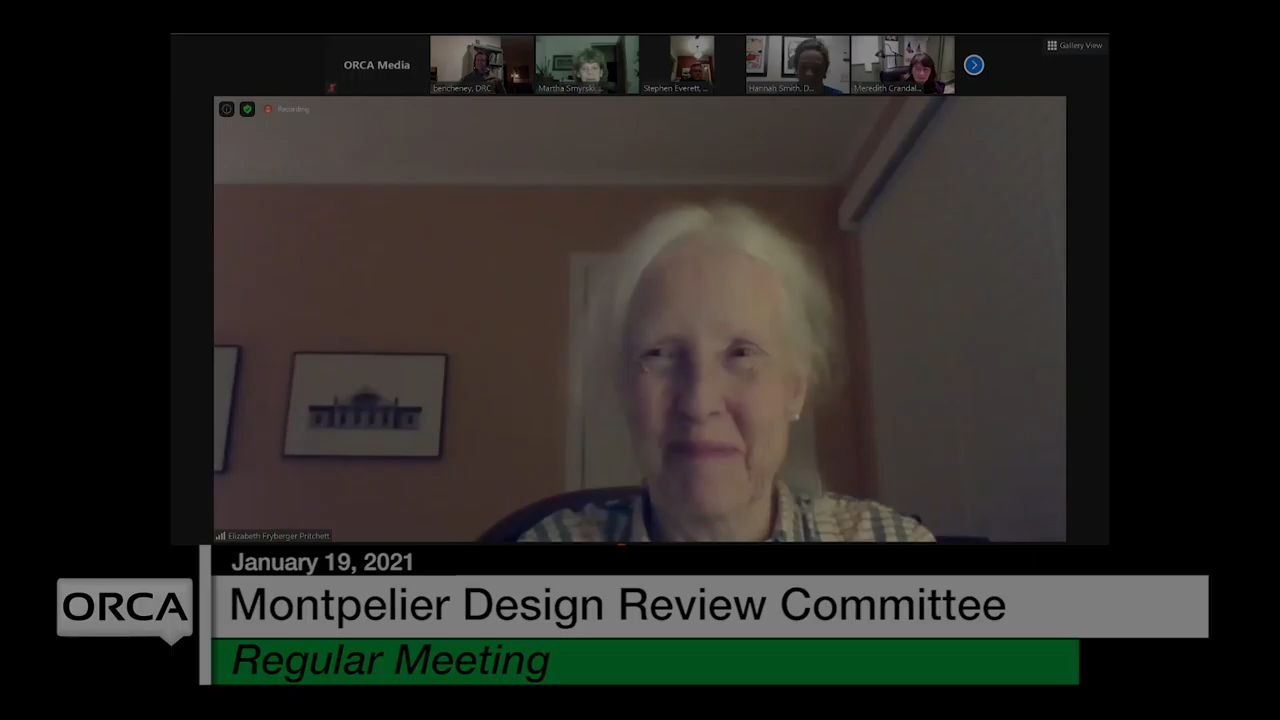 ORCA Media
bencheney, DRC
Martha Smyrski, ...
Stephen Everett, ...
Hannah Smith, D...
Meredith Crandal...
Gallery View
Recording
Elizabeth Fryberger Pritchett
January 19, 2021
ORCA
Montpelier Design Review Committee
Regular Meeting